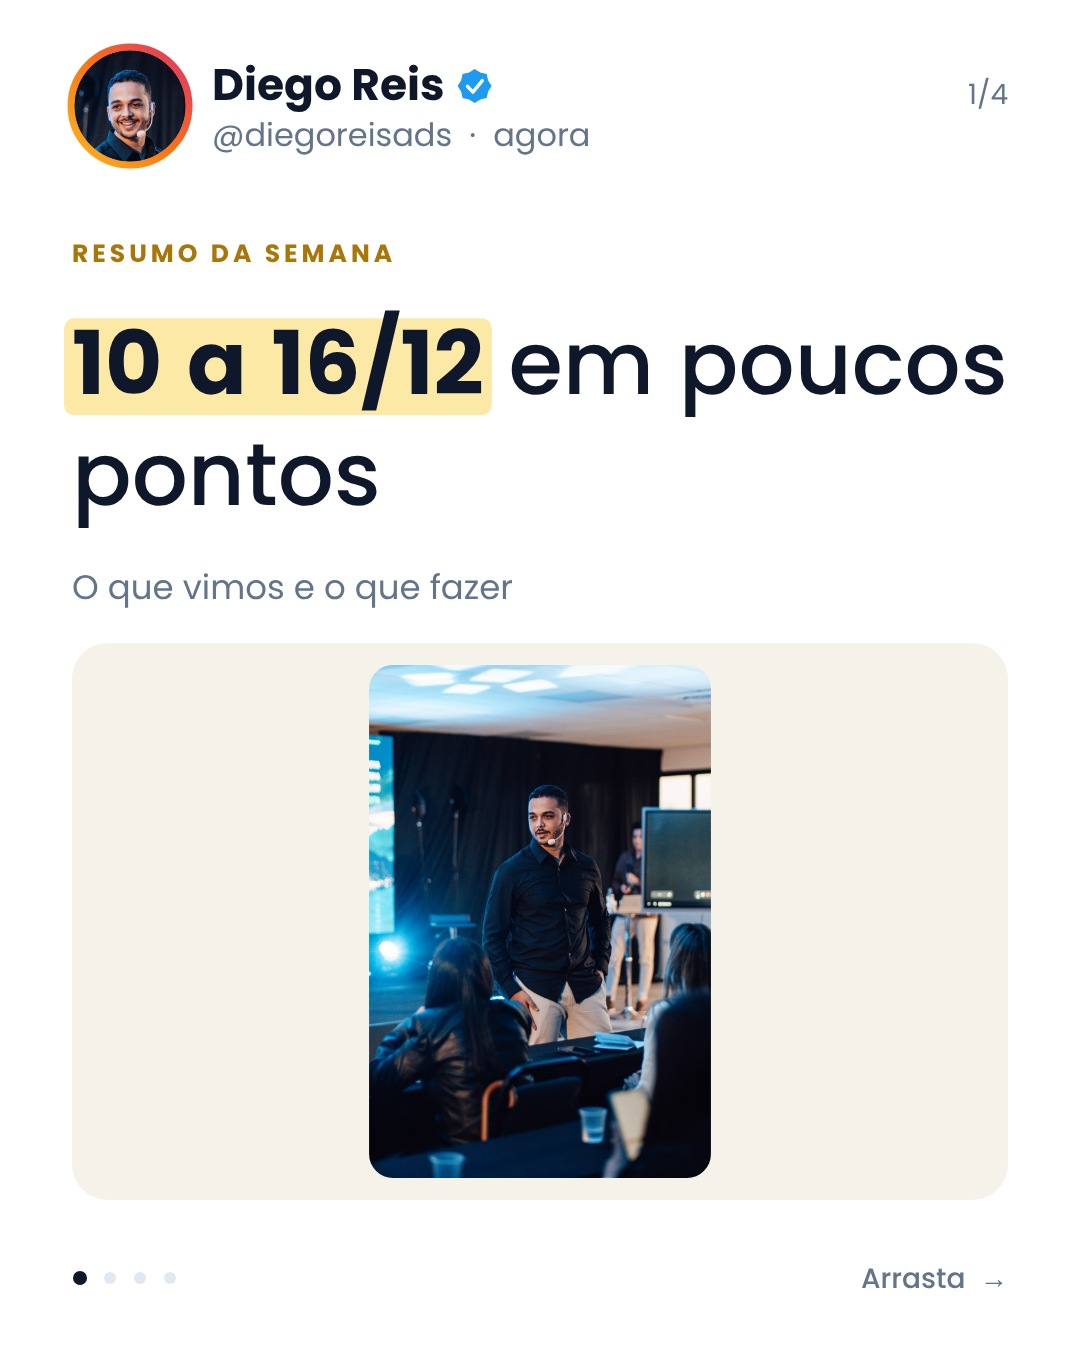 Diego Reis
1/4
@diegoreisads · agora
RESUMO DA SEMANA
10 a 16/12 em poucos
pontos
O que vimos e o que fazer
Arrasta →